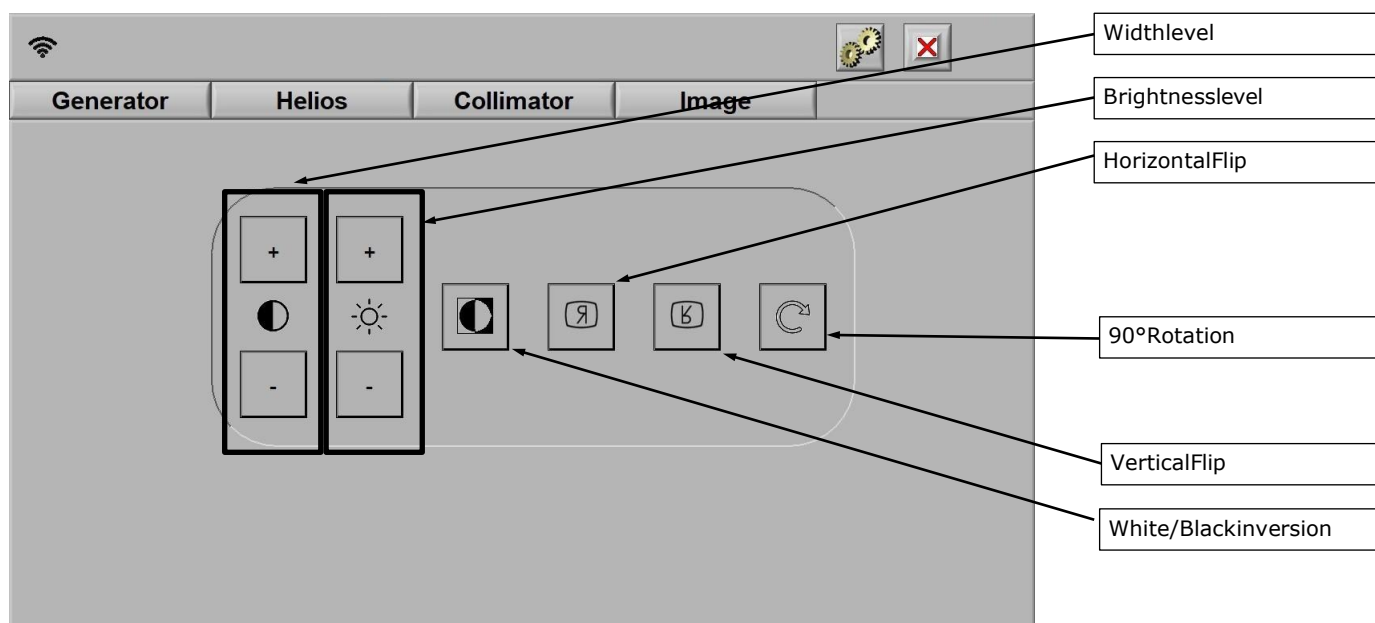 Widthlevel
Generator Helios Collimator Image
Brightnesslevel
HorizontalFlip
+ +
R R
- -
90°Rotation
VerticalFlip
White/Blackinversion